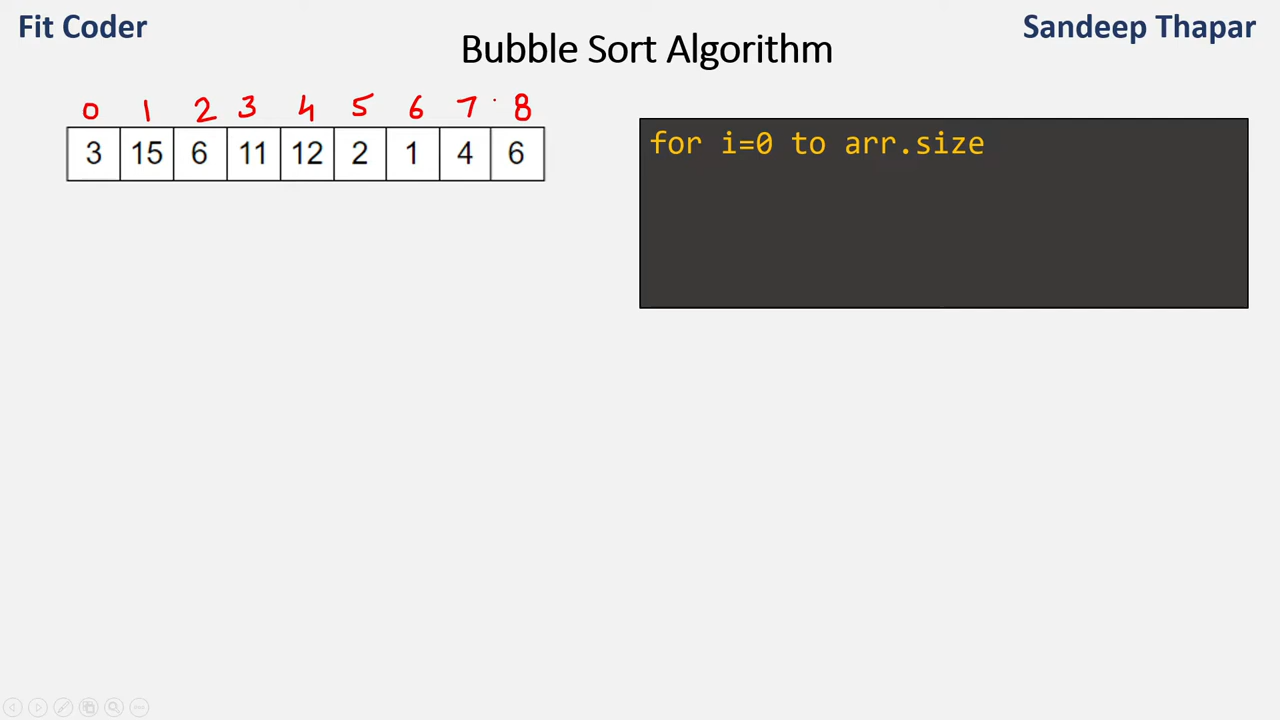 Fit Coder
Sandeep Thapar
Bubble Sort Algorithm
0 1 2 3 4 5 6 7 8
3 15 6 11 12 2 1 4 6
for i=0 to arr.size